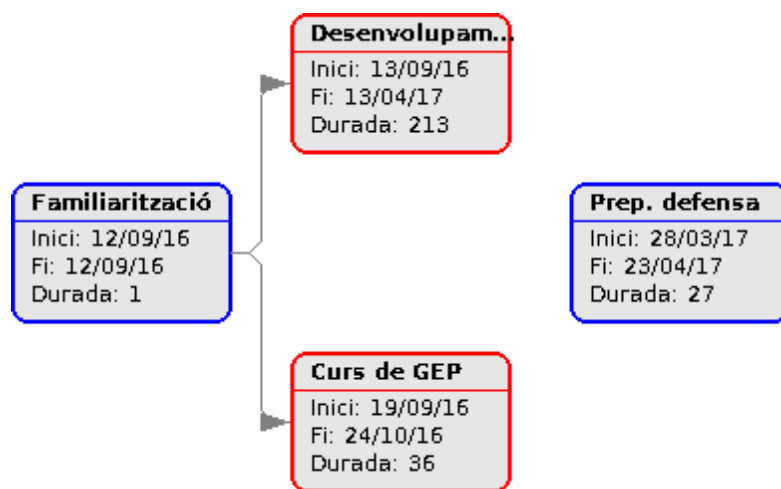 Desenvolupam...
Inici: 13/09/16
Fi: 13/04/17
Durada: 213
Familiarització
Inici: 12/09/16
Fi: 12/09/16
Durada: 1
Prep. defensa
Inici: 28/03/17
Fi: 23/04/17
Durada: 27
Curs de GEP
Inici: 19/09/16
Fi: 24/10/16
Durada: 36